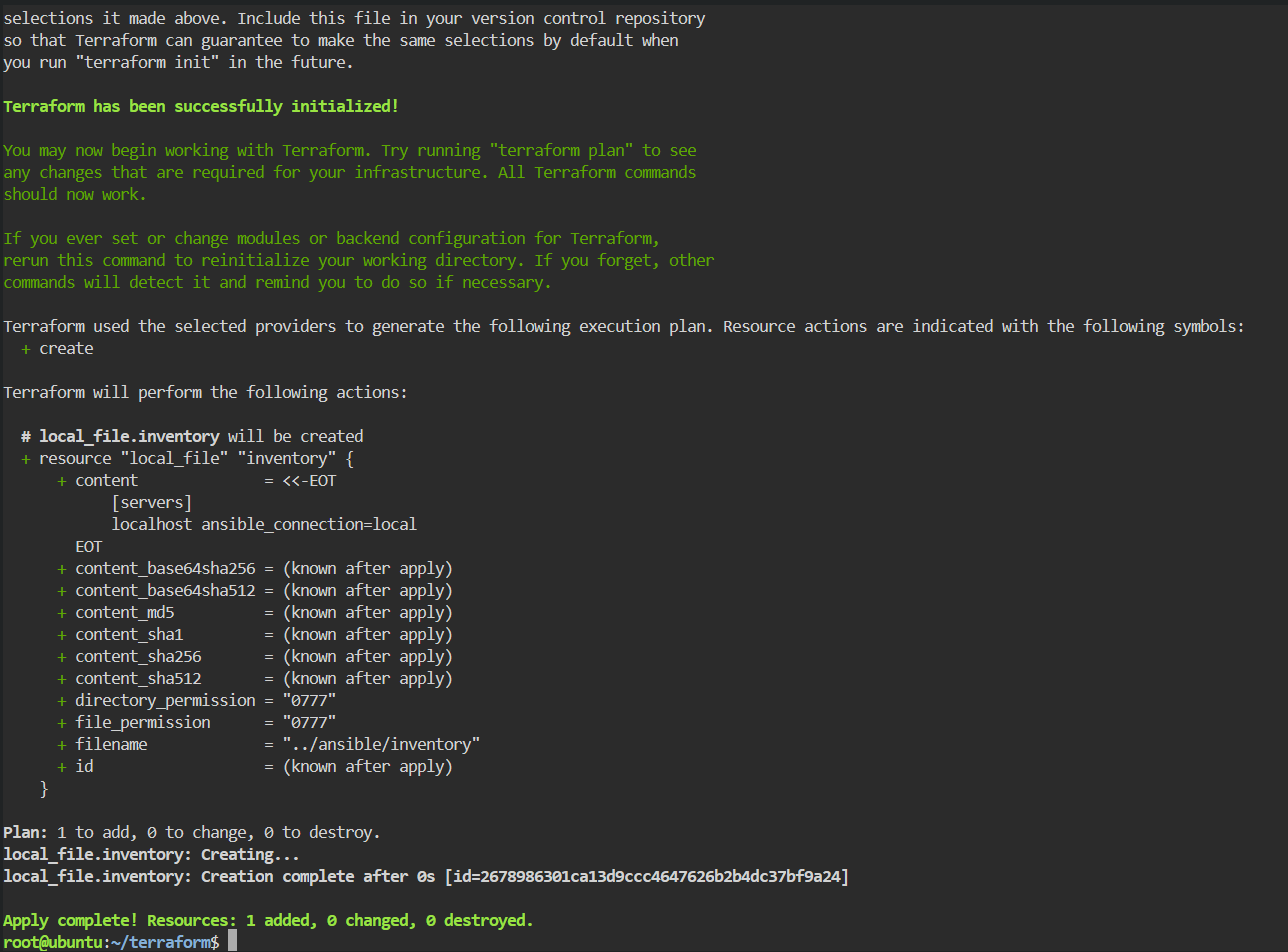 selections it made above. Include this file in your version control repository
so that Terraform can guarantee to make the same selections by default when
you run "terraform init" in the future.
Terraform has been successfully initialized!
You may now begin working with Terraform. Try running "terraform plan" to see
any changes that are required for your infrastructure. All Terraform commands
should now work.
If you ever set or change modules or backend configuration for Terraform,
rerun this command to reinitialize your working directory. If you forget, other
commands will detect it and remind you to do so if necessary.
Terraform used the selected providers to generate the following execution plan. Resource actions are indicated with the following symbols:
  + create
Terraform will perform the following actions:
  # local_file.inventory will be created
  + resource "local_file" "inventory" {
      + content              = <<-EOT
            [servers]
            localhost ansible_connection=local
        EOT
      + content_base64sha256 = (known after apply)
      + content_base64sha512 = (known after apply)
      + content_md5          = (known after apply)
      + content_sha1         = (known after apply)
      + content_sha256       = (known after apply)
      + content_sha512       = (known after apply)
      + directory_permission = "0777"
      + file_permission      = "0777"
      + filename             = "../ansible/inventory"
      + id                   = (known after apply)
    }
Plan: 1 to add, 0 to change, 0 to destroy.
local_file.inventory: Creating...
local_file.inventory: Creation complete after 0s [id=2678986301ca13d9ccc4647626b2b4dc37bf9a24]
Apply complete! Resources: 1 added, 0 changed, 0 destroyed.
root@ubuntu:~/terraform$